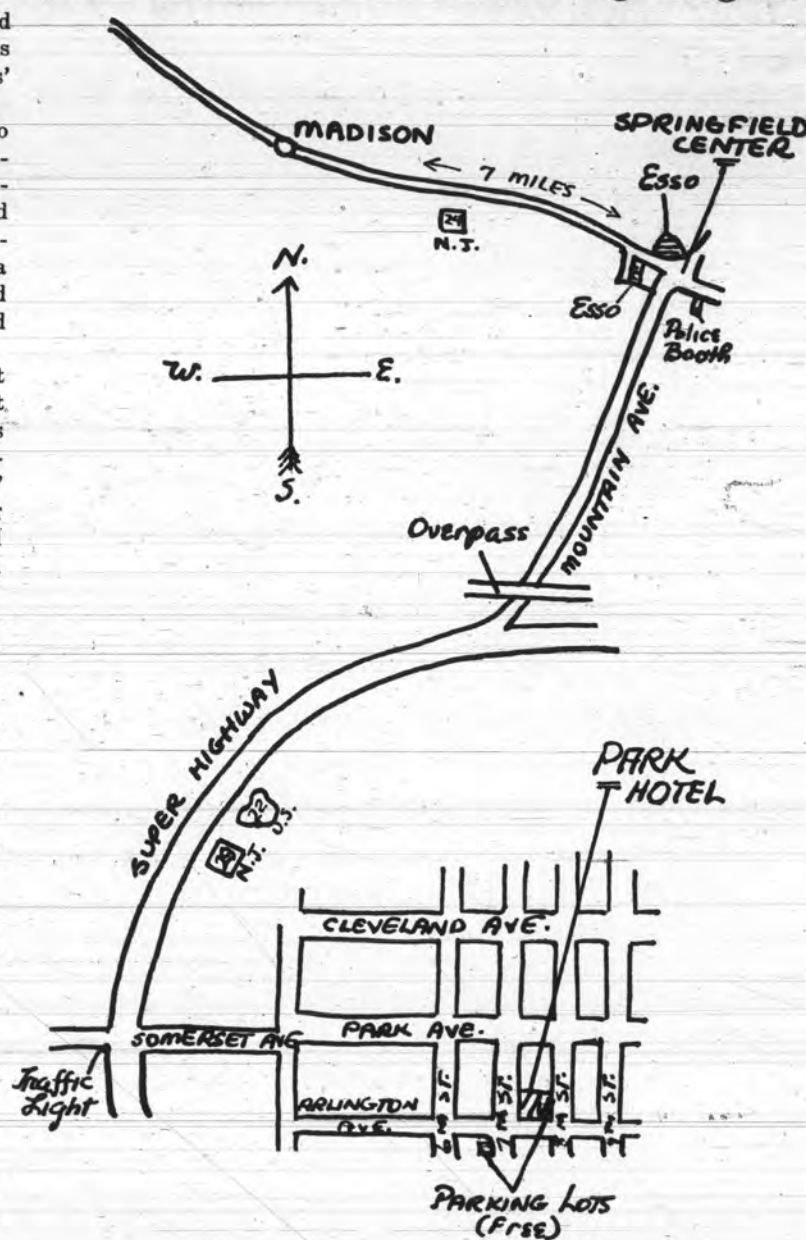 d
s
s'
o
-
-
d
-
a
d
d
t
t
s
MADISON
SPRINGFIELD
CENTER
← 7 MILES →
Esso
24
N.J.
N.
Esso
Police
Booth
W.
E.
S.
MOUNTAIN AVE.
Overpass
SUPER HIGHWAY
22
U.S.
29
N.J.
PARK
HOTEL
CLEVELAND AVE.
SOMERSET AVE
PARK AVE.
Traffic
Light
ARLINGTON
AVE.
ST.
ST.
ST.
ST.
PARKING LOTS
(Free)